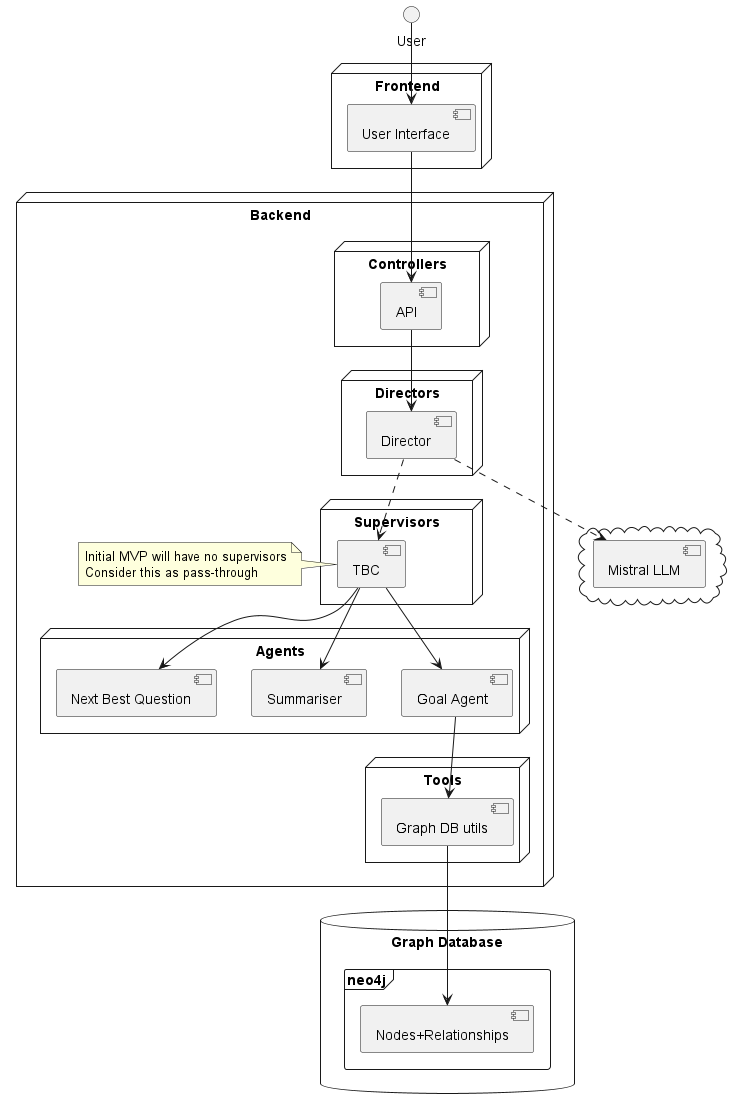 User
Frontend
User Interface
Backend
Controllers
API
Directors
Director
Supervisors
Initial MVP will have no supervisors
Consider this as pass-through
TBC
Mistral LLM
Agents
Next Best Question
Summariser
Goal Agent
Tools
Graph DB utils
Graph Database
neo4j
Nodes+Relationships